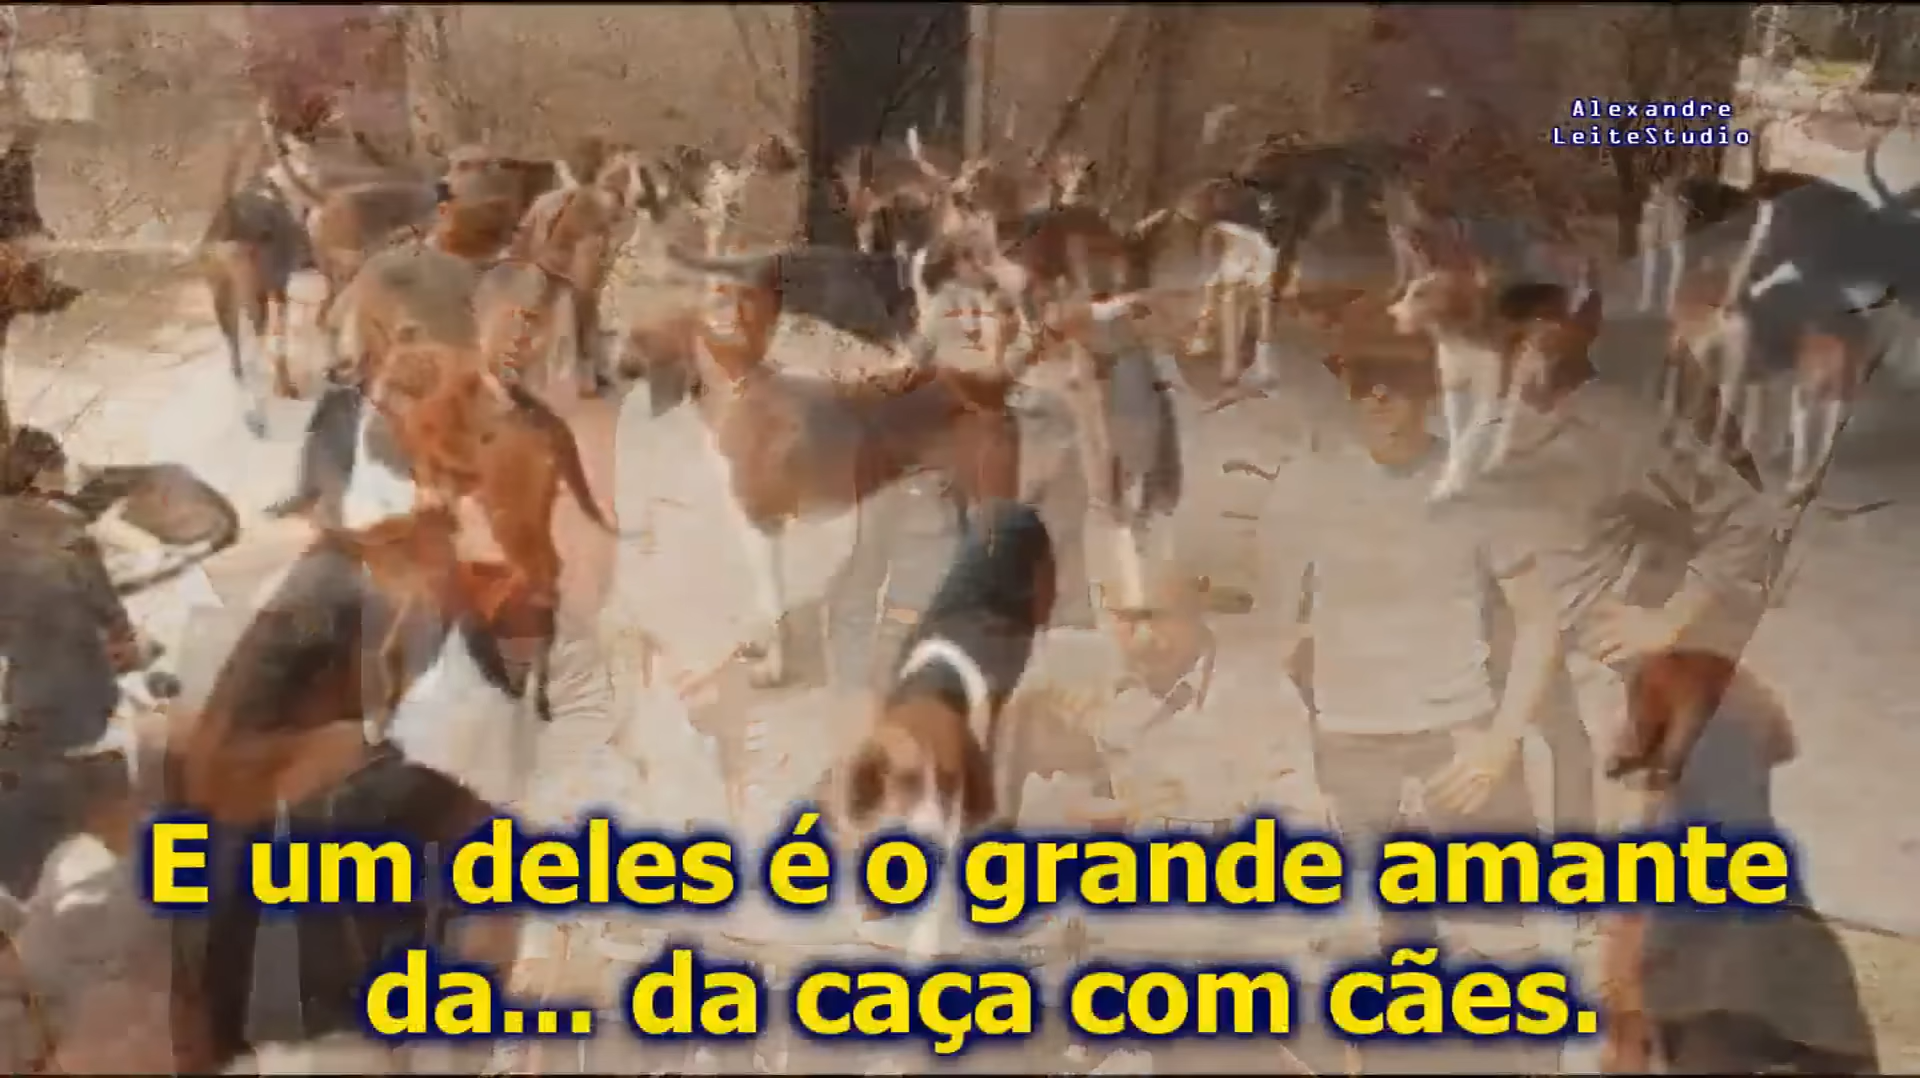 Alexandre
LeiteStudio
E um deles é o grande amante
da... da caça com cães.